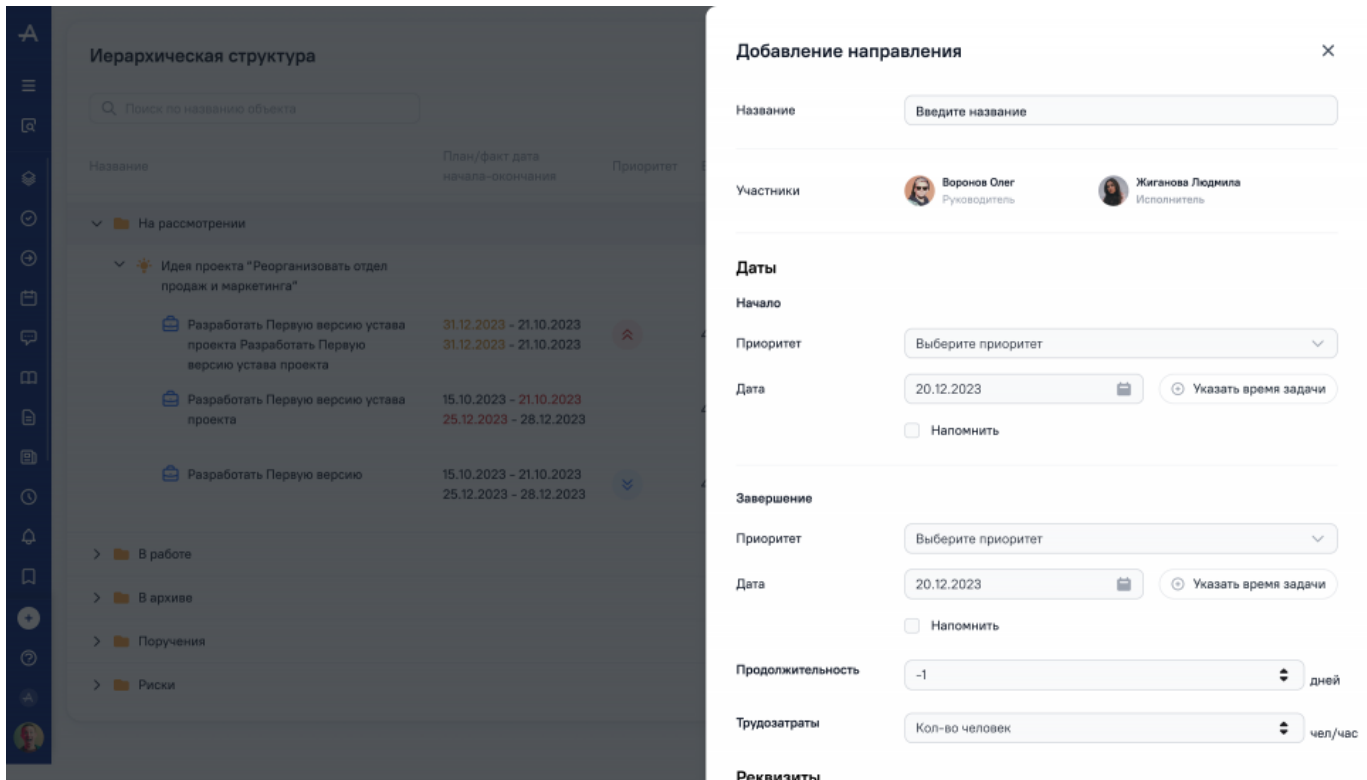 Иерархическая структура
Поиск по названию объекта
Название
План/факт дата
начала-окончания
Приоритет
На рассмотрении
Идея проекта "Реорганизовать отдел
продаж и маркетинга"
Разработать Первую версию устава
проекта Разработать Первую
версию устава проекта
31.12.2023 - 21.10.2023
31.12.2023 - 21.10.2023
Разработать Первую версию устава
проекта
15.10.2023 - 21.10.2023
25.12.2023 - 28.12.2023
Разработать Первую версию
15.10.2023 - 21.10.2023
25.12.2023 - 28.12.2023
В работе
В архиве
Поручения
Риски
Добавление направления
Название
Введите название
Участники
Воронов Олег
Руководитель
Жиганова Людмила
Исполнитель
Даты
Начало
Приоритет
Выберите приоритет
Дата
20.12.2023
Указать время задачи
Напомнить
Завершение
Приоритет
Выберите приоритет
Дата
20.12.2023
Указать время задачи
Напомнить
Продолжительность
-1
дней
Трудозатраты
Кол-во человек
чел/час
Реквизиты